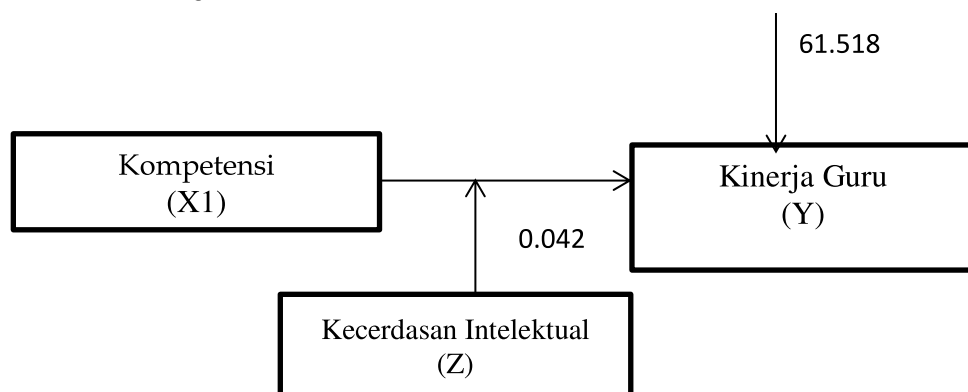 61.518
Kompetensi
(X1)
Kinerja Guru
(Y)
0.042
Kecerdasan Intelektual
(Z)